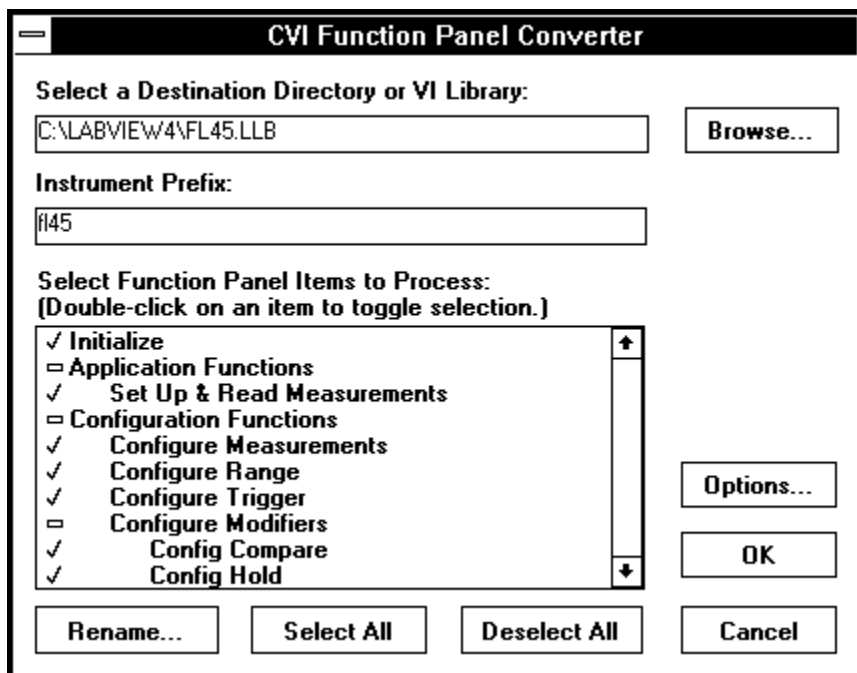 CVI Function Panel Converter
Select a Destination Directory or VI Library:
C:\LABVIEW4\FL45.LLB
Browse...
Instrument Prefix:
fl45
Select Function Panel Items to Process:
(Double-click on an item to toggle selection.)
Initialize
Application Functions
Set Up & Read Measurements
Configuration Functions
Configure Measurements
Configure Range
Configure Trigger
Configure Modifiers
Config Compare
Config Hold
Options...
OK
Rename...
Select All
Deselect All
Cancel